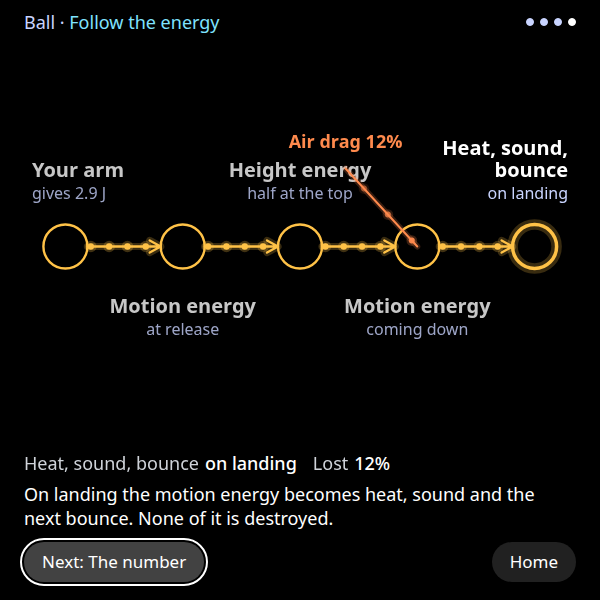 Ball · Follow the energy
Air drag 12%
Heat, sound,
bounce
on landing
Your arm
gives 2.9 J
Height energy
half at the top
Motion energy
at release
Motion energy
coming down
Heat, sound, bounce on landing Lost 12%
On landing the motion energy becomes heat, sound and the
next bounce. None of it is destroyed.
Next: The number
Home